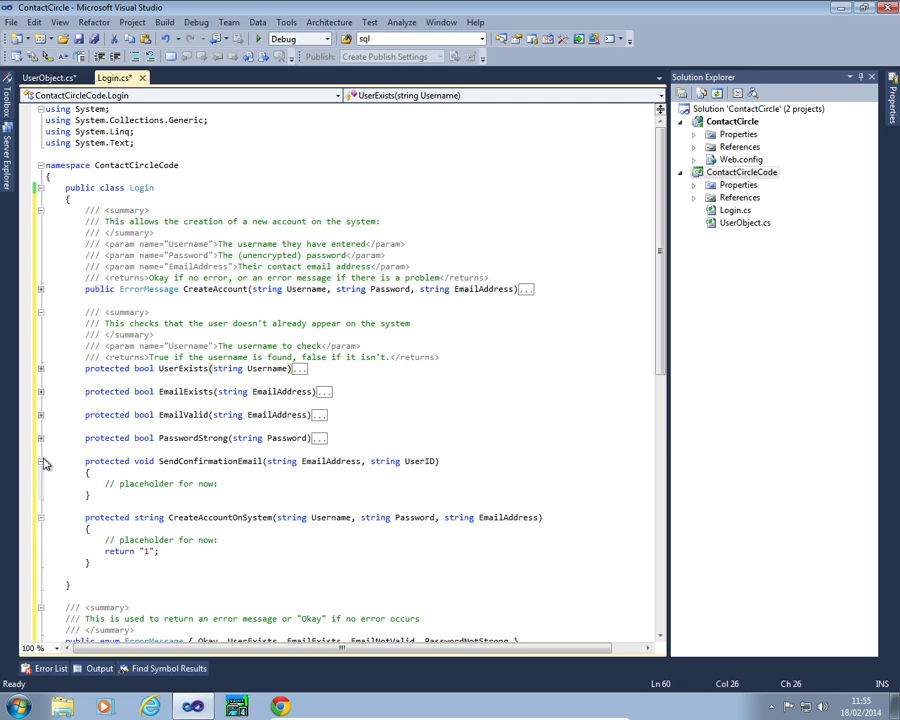 ContactCircle - Microsoft Visual Studio
File Edit View Refactor Project Build Debug Team Data Tools Architecture Test Analyze Window Help
Debug sql
Publish: Create Publish Settings
UserObject.cs* Login.cs*
ContactCircleCode.Login UserExists(string Username)
using System;
using System.Collections.Generic;
using System.Linq;
using System.Text;
namespace ContactCircleCode
{
public class Login
{
/// <summary>
/// This allows the creation of a new account on the system:
/// </summary>
/// <param name="Username">The username they have entered</param>
/// <param name="Password">The (unencrypted) password</param>
/// <param name="EmailAddress">Their contact email address</param>
/// <returns>Okay if no error, or an error message if there is a problem</returns>
public ErrorMessage CreateAccount(string Username, string Password, string EmailAddress)...
/// <summary>
/// This checks that the user doesn't already appear on the system
/// </summary>
/// <param name="Username">The username to check</param>
/// <returns>True if the username is found, false if it isn't.</returns>
protected bool UserExists(string Username)...
protected bool EmailExists(string EmailAddress)...
protected bool EmailValid(string EmailAddress)...
protected bool PasswordStrong(string Password)...
protected void SendConfirmationEmail(string EmailAddress, string UserID)
{
// placeholder for now:
}
protected string CreateAccountOnSystem(string Username, string Password, string EmailAddress)
{
// placeholder for now:
return "1";
}
}
/// <summary>
/// This is used to return an error message or "Okay" if no error occurs
/// </summary>
public enum ErrorMessage { Okay, UserExists, EmailExists, EmailNotValid, PasswordNotStrong }
100 %
Toolbox
Server Explorer
Solution Explorer
Solution 'ContactCircle' (2 projects)
ContactCircle
Properties
References
Web.config
ContactCircleCode
Properties
References
Login.cs
UserObject.cs
Properties
Error List Output Find Symbol Results
Ready Ln 60 Col 26 Ch 26 INS
11:55
18/02/2014